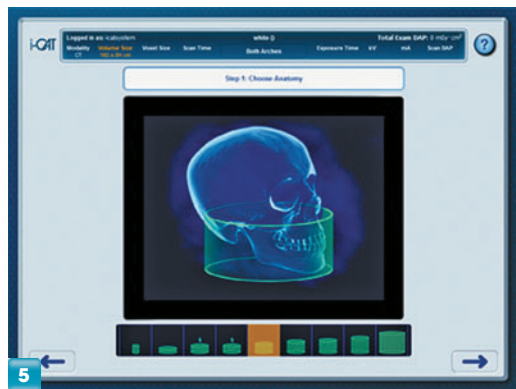 i-CAT
Logged in as: icatsystem white () Total Exam DAP: 0 mGy·cm²
Modality Volume Size Voxel Size Scan Time Both Arches Exposure Time kV mA Scan DAP
CT
Step 1: Choose Anatomy
?
5